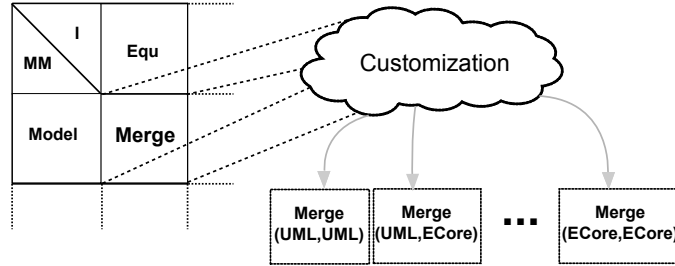 I
MM
Equ
Model
Merge
Customization
Merge
(UML,UML)
Merge
(UML,ECore)
...
Merge
(ECore,ECore)